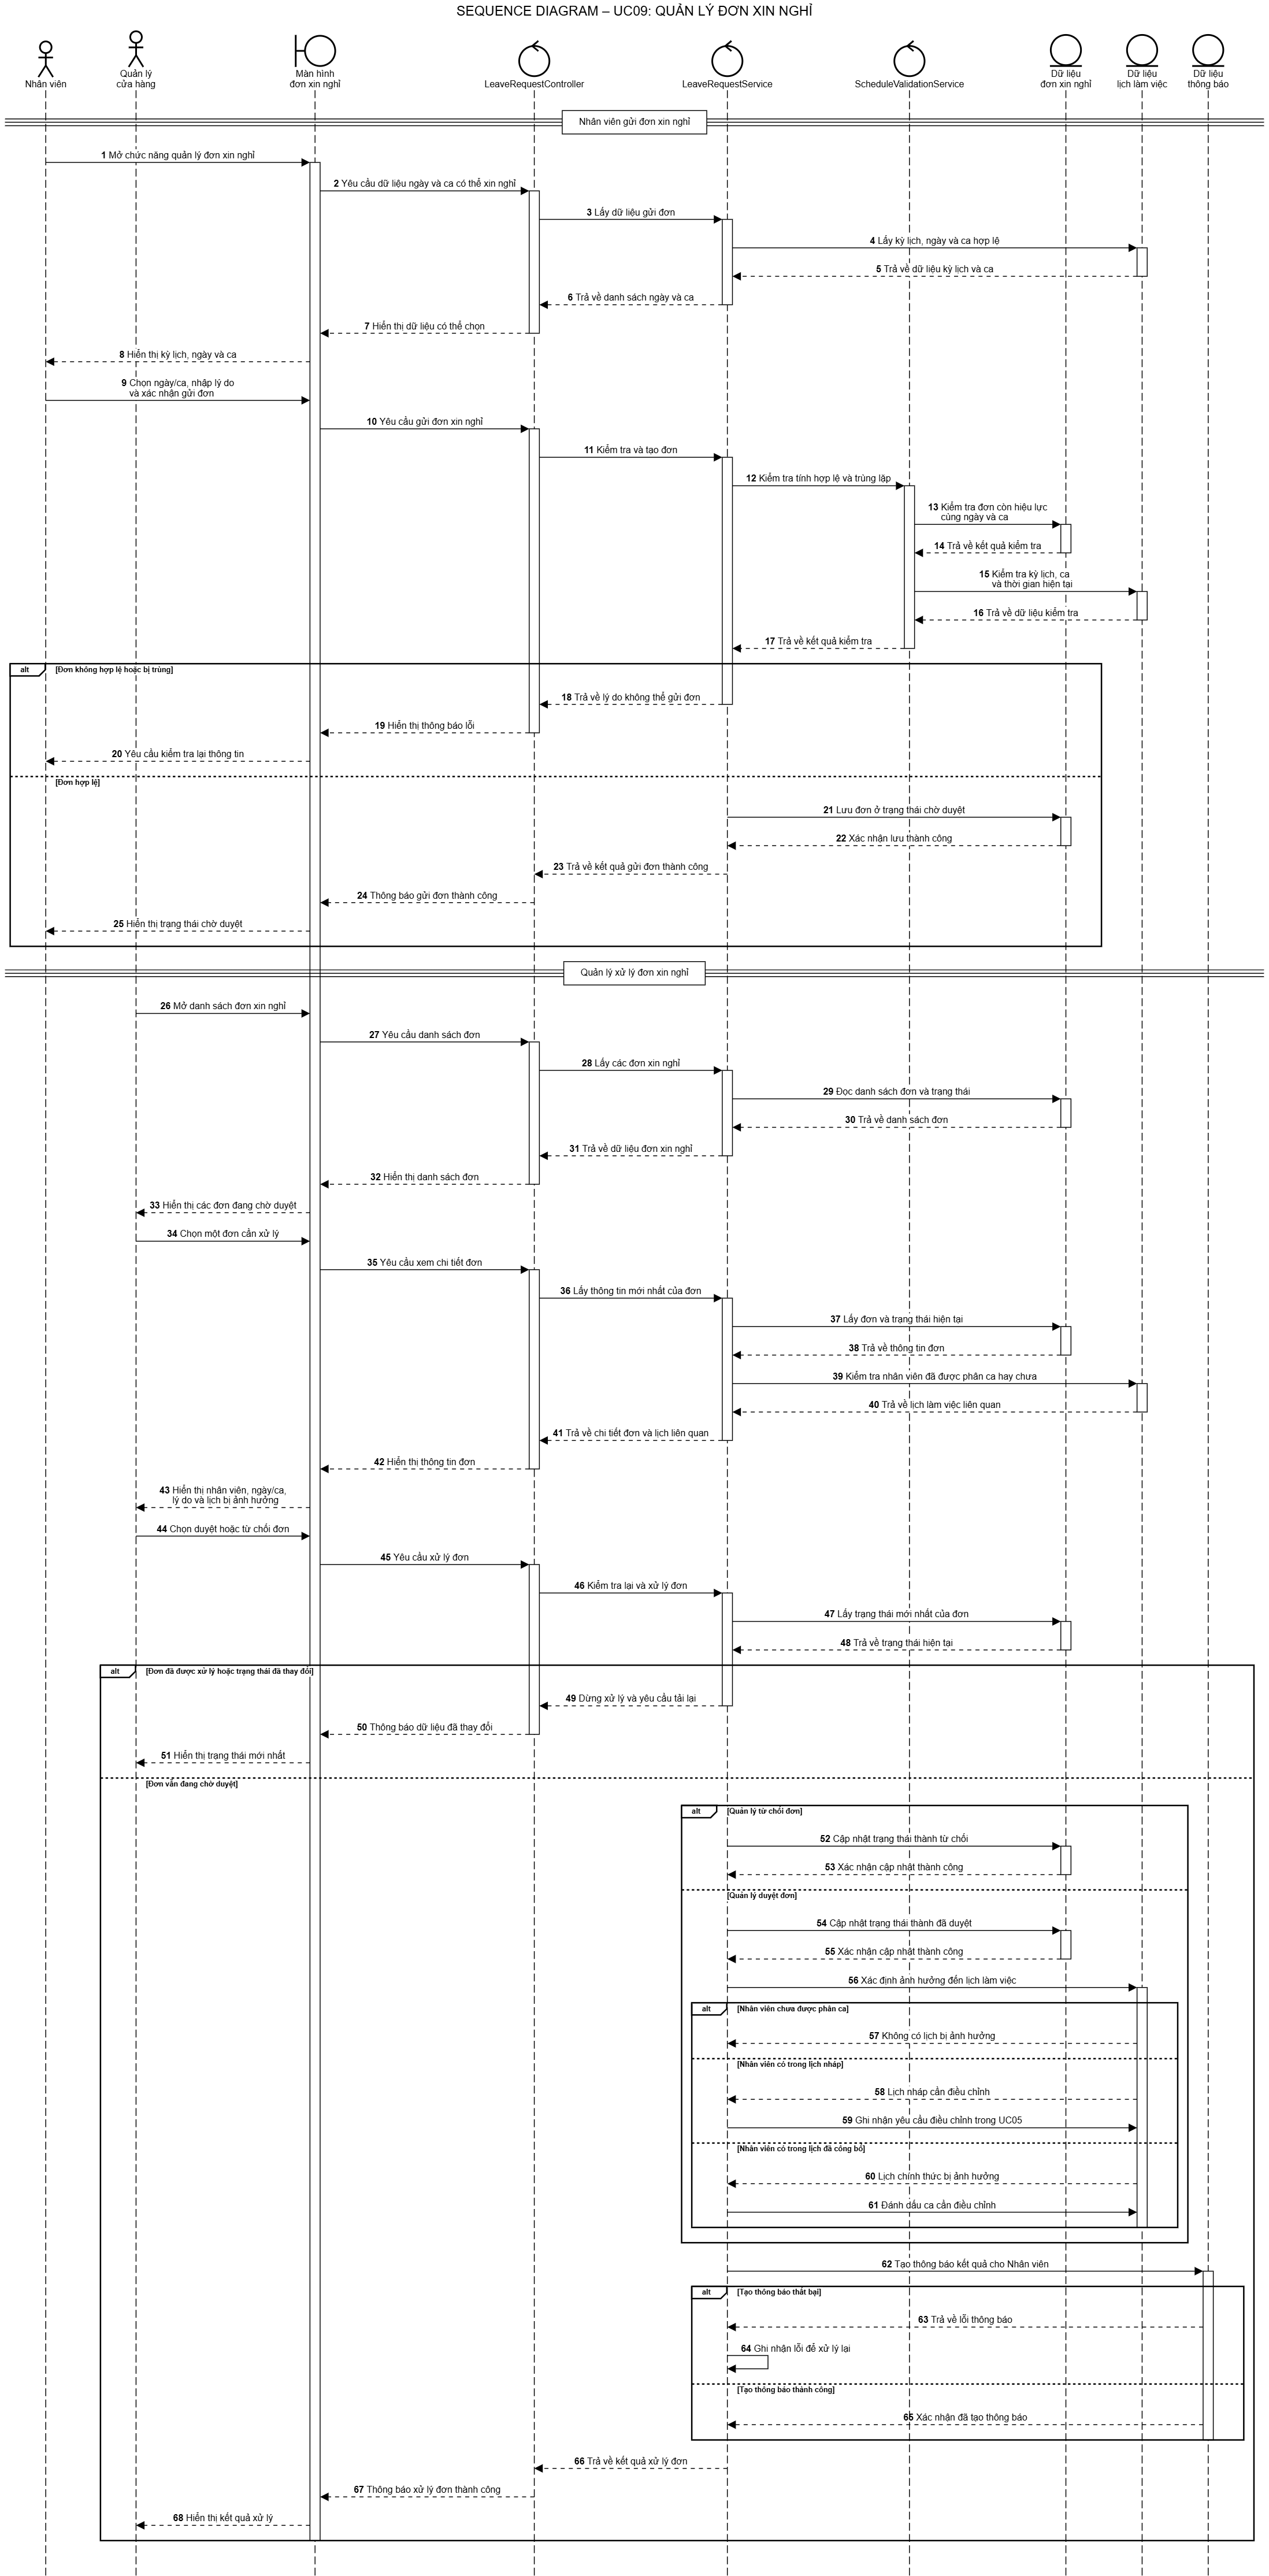 SEQUENCE DIAGRAM – UC09: QUẢN LÝ ĐƠN XIN NGHỈ
Nhân viên
Quản lý
cửa hàng
Màn hình
đơn xin nghỉ
LeaveRequestController
LeaveRequestService
ScheduleValidationService
Dữ liệu
đơn xin nghỉ
Dữ liệu
lịch làm việc
Dữ liệu
thông báo
Nhân viên gửi đơn xin nghỉ
1 Mở chức năng quản lý đơn xin nghỉ
2 Yêu cầu dữ liệu ngày và ca có thể xin nghỉ
3 Lấy dữ liệu gửi đơn
4 Lấy kỳ lịch, ngày và ca hợp lệ
5 Trả về dữ liệu kỳ lịch và ca
6 Trả về danh sách ngày và ca
7 Hiển thị dữ liệu có thể chọn
8 Hiển thị kỳ lịch, ngày và ca
9 Chọn ngày/ca, nhập lý do
và xác nhận gửi đơn
10 Yêu cầu gửi đơn xin nghỉ
11 Kiểm tra và tạo đơn
12 Kiểm tra tính hợp lệ và trùng lặp
13 Kiểm tra đơn còn hiệu lực
cùng ngày và ca
14 Trả về kết quả kiểm tra
15 Kiểm tra kỳ lịch, ca
và thời gian hiện tại
16 Trả về dữ liệu kiểm tra
17 Trả về kết quả kiểm tra
alt [Đơn không hợp lệ hoặc bị trùng]
18 Trả về lý do không thể gửi đơn
19 Hiển thị thông báo lỗi
20 Yêu cầu kiểm tra lại thông tin
[Đơn hợp lệ]
21 Lưu đơn ở trạng thái chờ duyệt
22 Xác nhận lưu thành công
23 Trả về kết quả gửi đơn thành công
24 Thông báo gửi đơn thành công
25 Hiển thị trạng thái chờ duyệt
Quản lý xử lý đơn xin nghỉ
26 Mở danh sách đơn xin nghỉ
27 Yêu cầu danh sách đơn
28 Lấy các đơn xin nghỉ
29 Đọc danh sách đơn và trạng thái
30 Trả về danh sách đơn
31 Trả về dữ liệu đơn xin nghỉ
32 Hiển thị danh sách đơn
33 Hiển thị các đơn đang chờ duyệt
34 Chọn một đơn cần xử lý
35 Yêu cầu xem chi tiết đơn
36 Lấy thông tin mới nhất của đơn
37 Lấy đơn và trạng thái hiện tại
38 Trả về thông tin đơn
39 Kiểm tra nhân viên đã được phân ca hay chưa
40 Trả về lịch làm việc liên quan
41 Trả về chi tiết đơn và lịch liên quan
42 Hiển thị thông tin đơn
43 Hiển thị nhân viên, ngày/ca,
lý do và lịch bị ảnh hưởng
44 Chọn duyệt hoặc từ chối đơn
45 Yêu cầu xử lý đơn
46 Kiểm tra lại và xử lý đơn
47 Lấy trạng thái mới nhất của đơn
48 Trả về trạng thái hiện tại
alt [Đơn đã được xử lý hoặc trạng thái đã thay đổi]
49 Dừng xử lý và yêu cầu tải lại
50 Thông báo dữ liệu đã thay đổi
51 Hiển thị trạng thái mới nhất
[Đơn vẫn đang chờ duyệt]
alt [Quản lý từ chối đơn]
52 Cập nhật trạng thái thành từ chối
53 Xác nhận cập nhật thành công
[Quản lý duyệt đơn]
54 Cập nhật trạng thái thành đã duyệt
55 Xác nhận cập nhật thành công
56 Xác định ảnh hưởng đến lịch làm việc
alt [Nhân viên chưa được phân ca]
57 Không có lịch bị ảnh hưởng
[Nhân viên có trong lịch nháp]
58 Lịch nháp cần điều chỉnh
59 Ghi nhận yêu cầu điều chỉnh trong UC05
[Nhân viên có trong lịch đã công bố]
60 Lịch chính thức bị ảnh hưởng
61 Đánh dấu ca cần điều chỉnh
62 Tạo thông báo kết quả cho Nhân viên
alt [Tạo thông báo thất bại]
63 Trả về lỗi thông báo
64 Ghi nhận lỗi để xử lý lại
[Tạo thông báo thành công]
65 Xác nhận đã tạo thông báo
66 Trả về kết quả xử lý đơn
67 Thông báo xử lý đơn thành công
68 Hiển thị kết quả xử lý